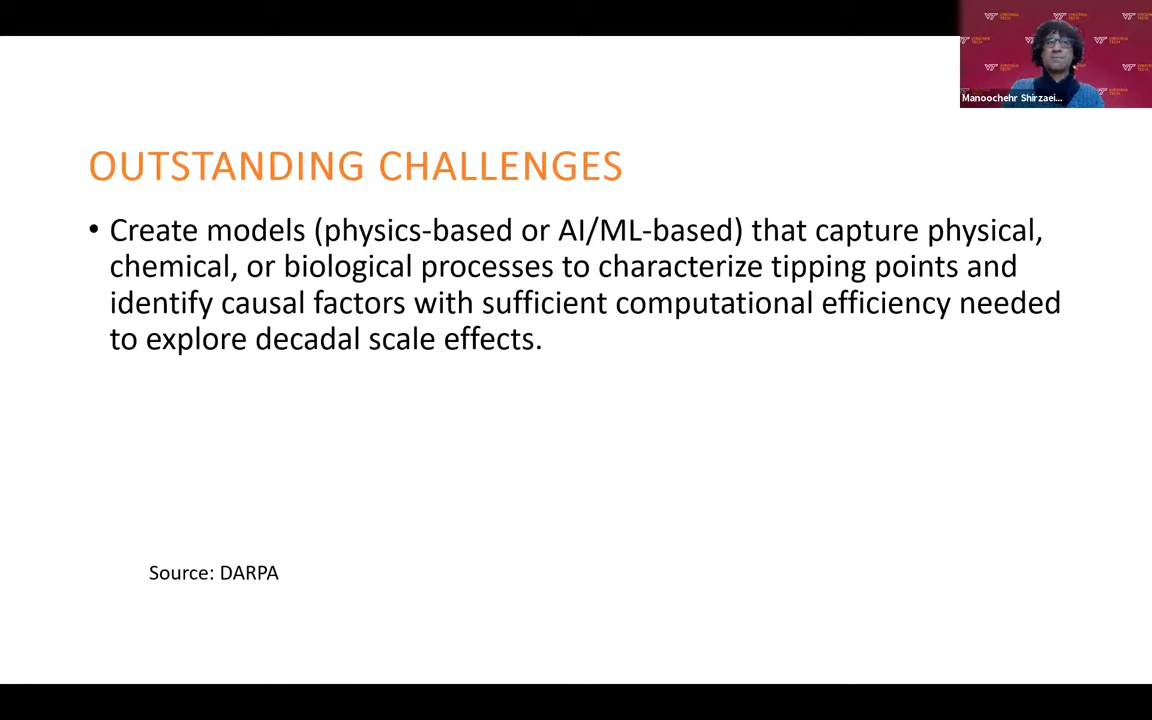 Manoochehr Shirzaei...
OUTSTANDING CHALLENGES
• Create models (physics-based or AI/ML-based) that capture physical,
chemical, or biological processes to characterize tipping points and
identify causal factors with sufficient computational efficiency needed
to explore decadal scale effects.
Source: DARPA